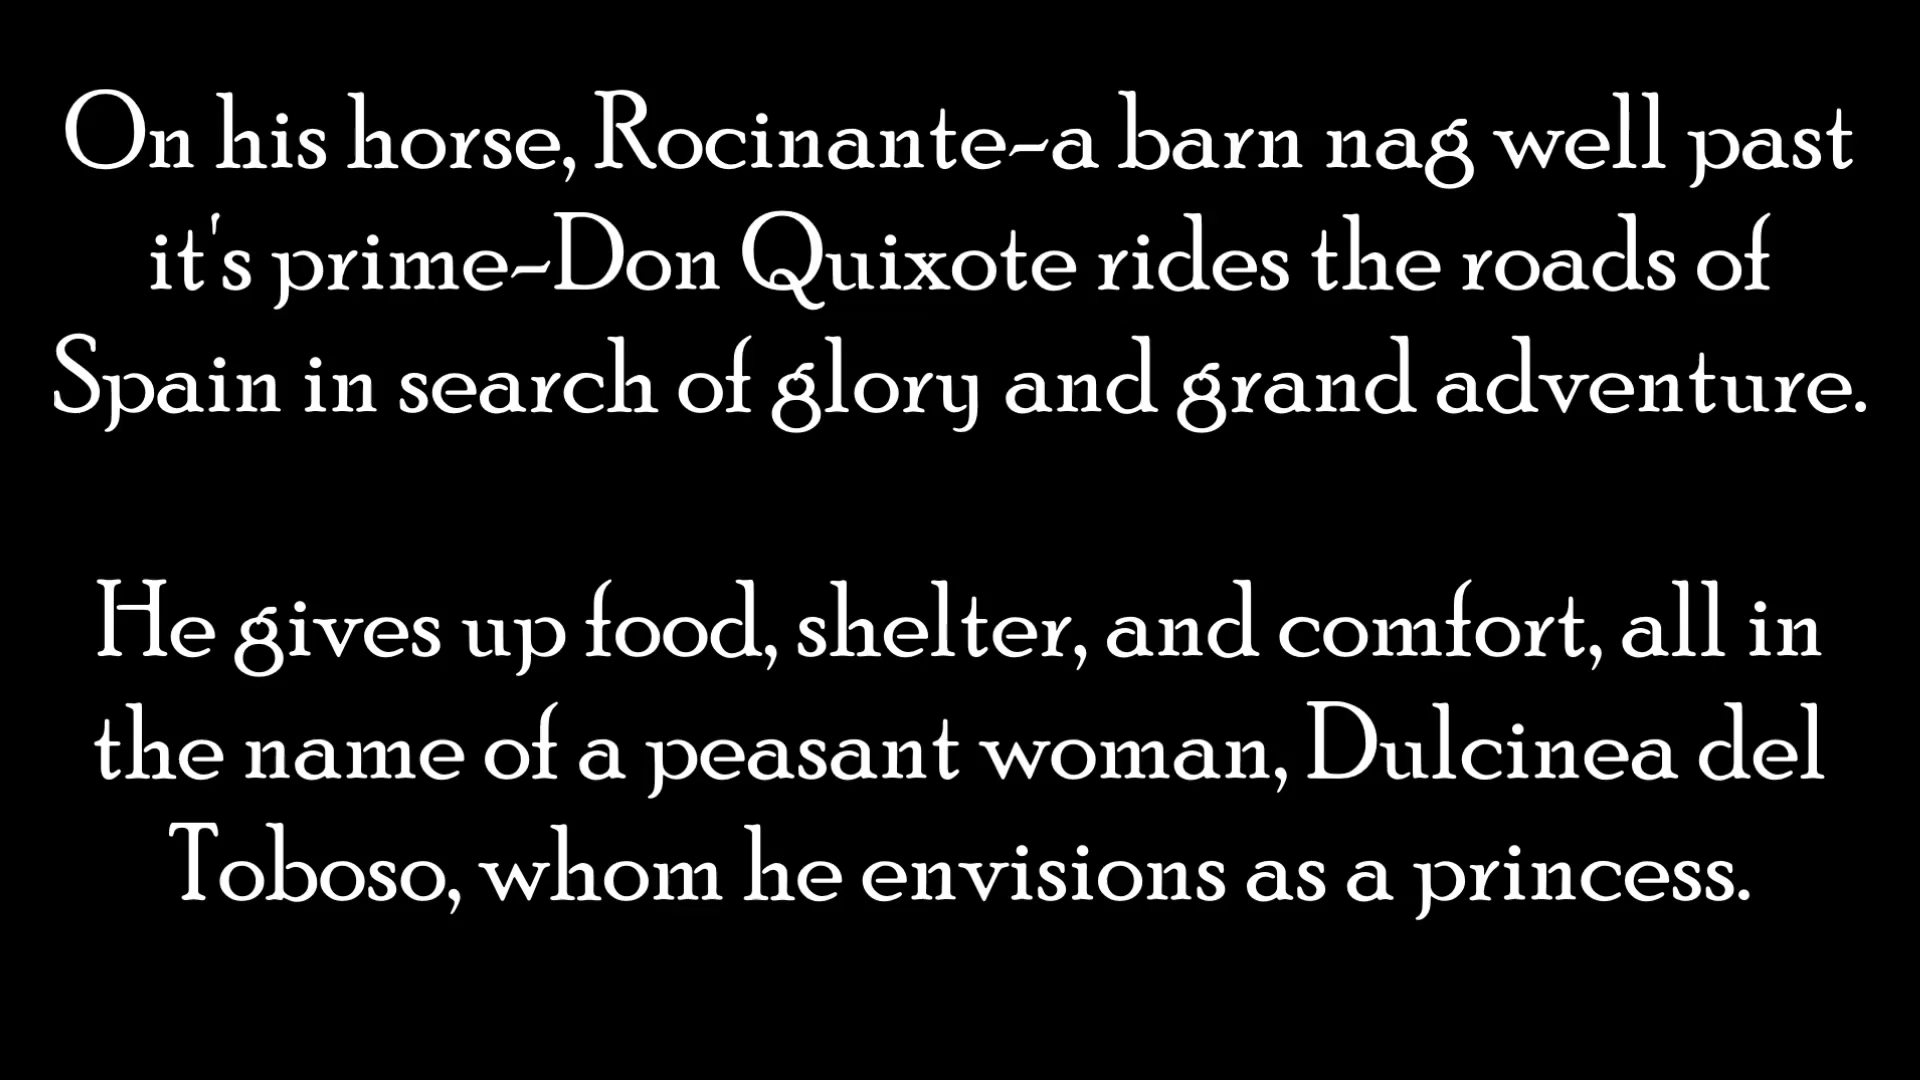 On his horse, Rocinante-a barn nag well past
it's prime-Don Quixote rides the roads of
Spain in search of glory and grand adventure.
He gives up food, shelter, and comfort, all in
the name of a peasant woman, Dulcinea del
Toboso, whom he envisions as a princess.